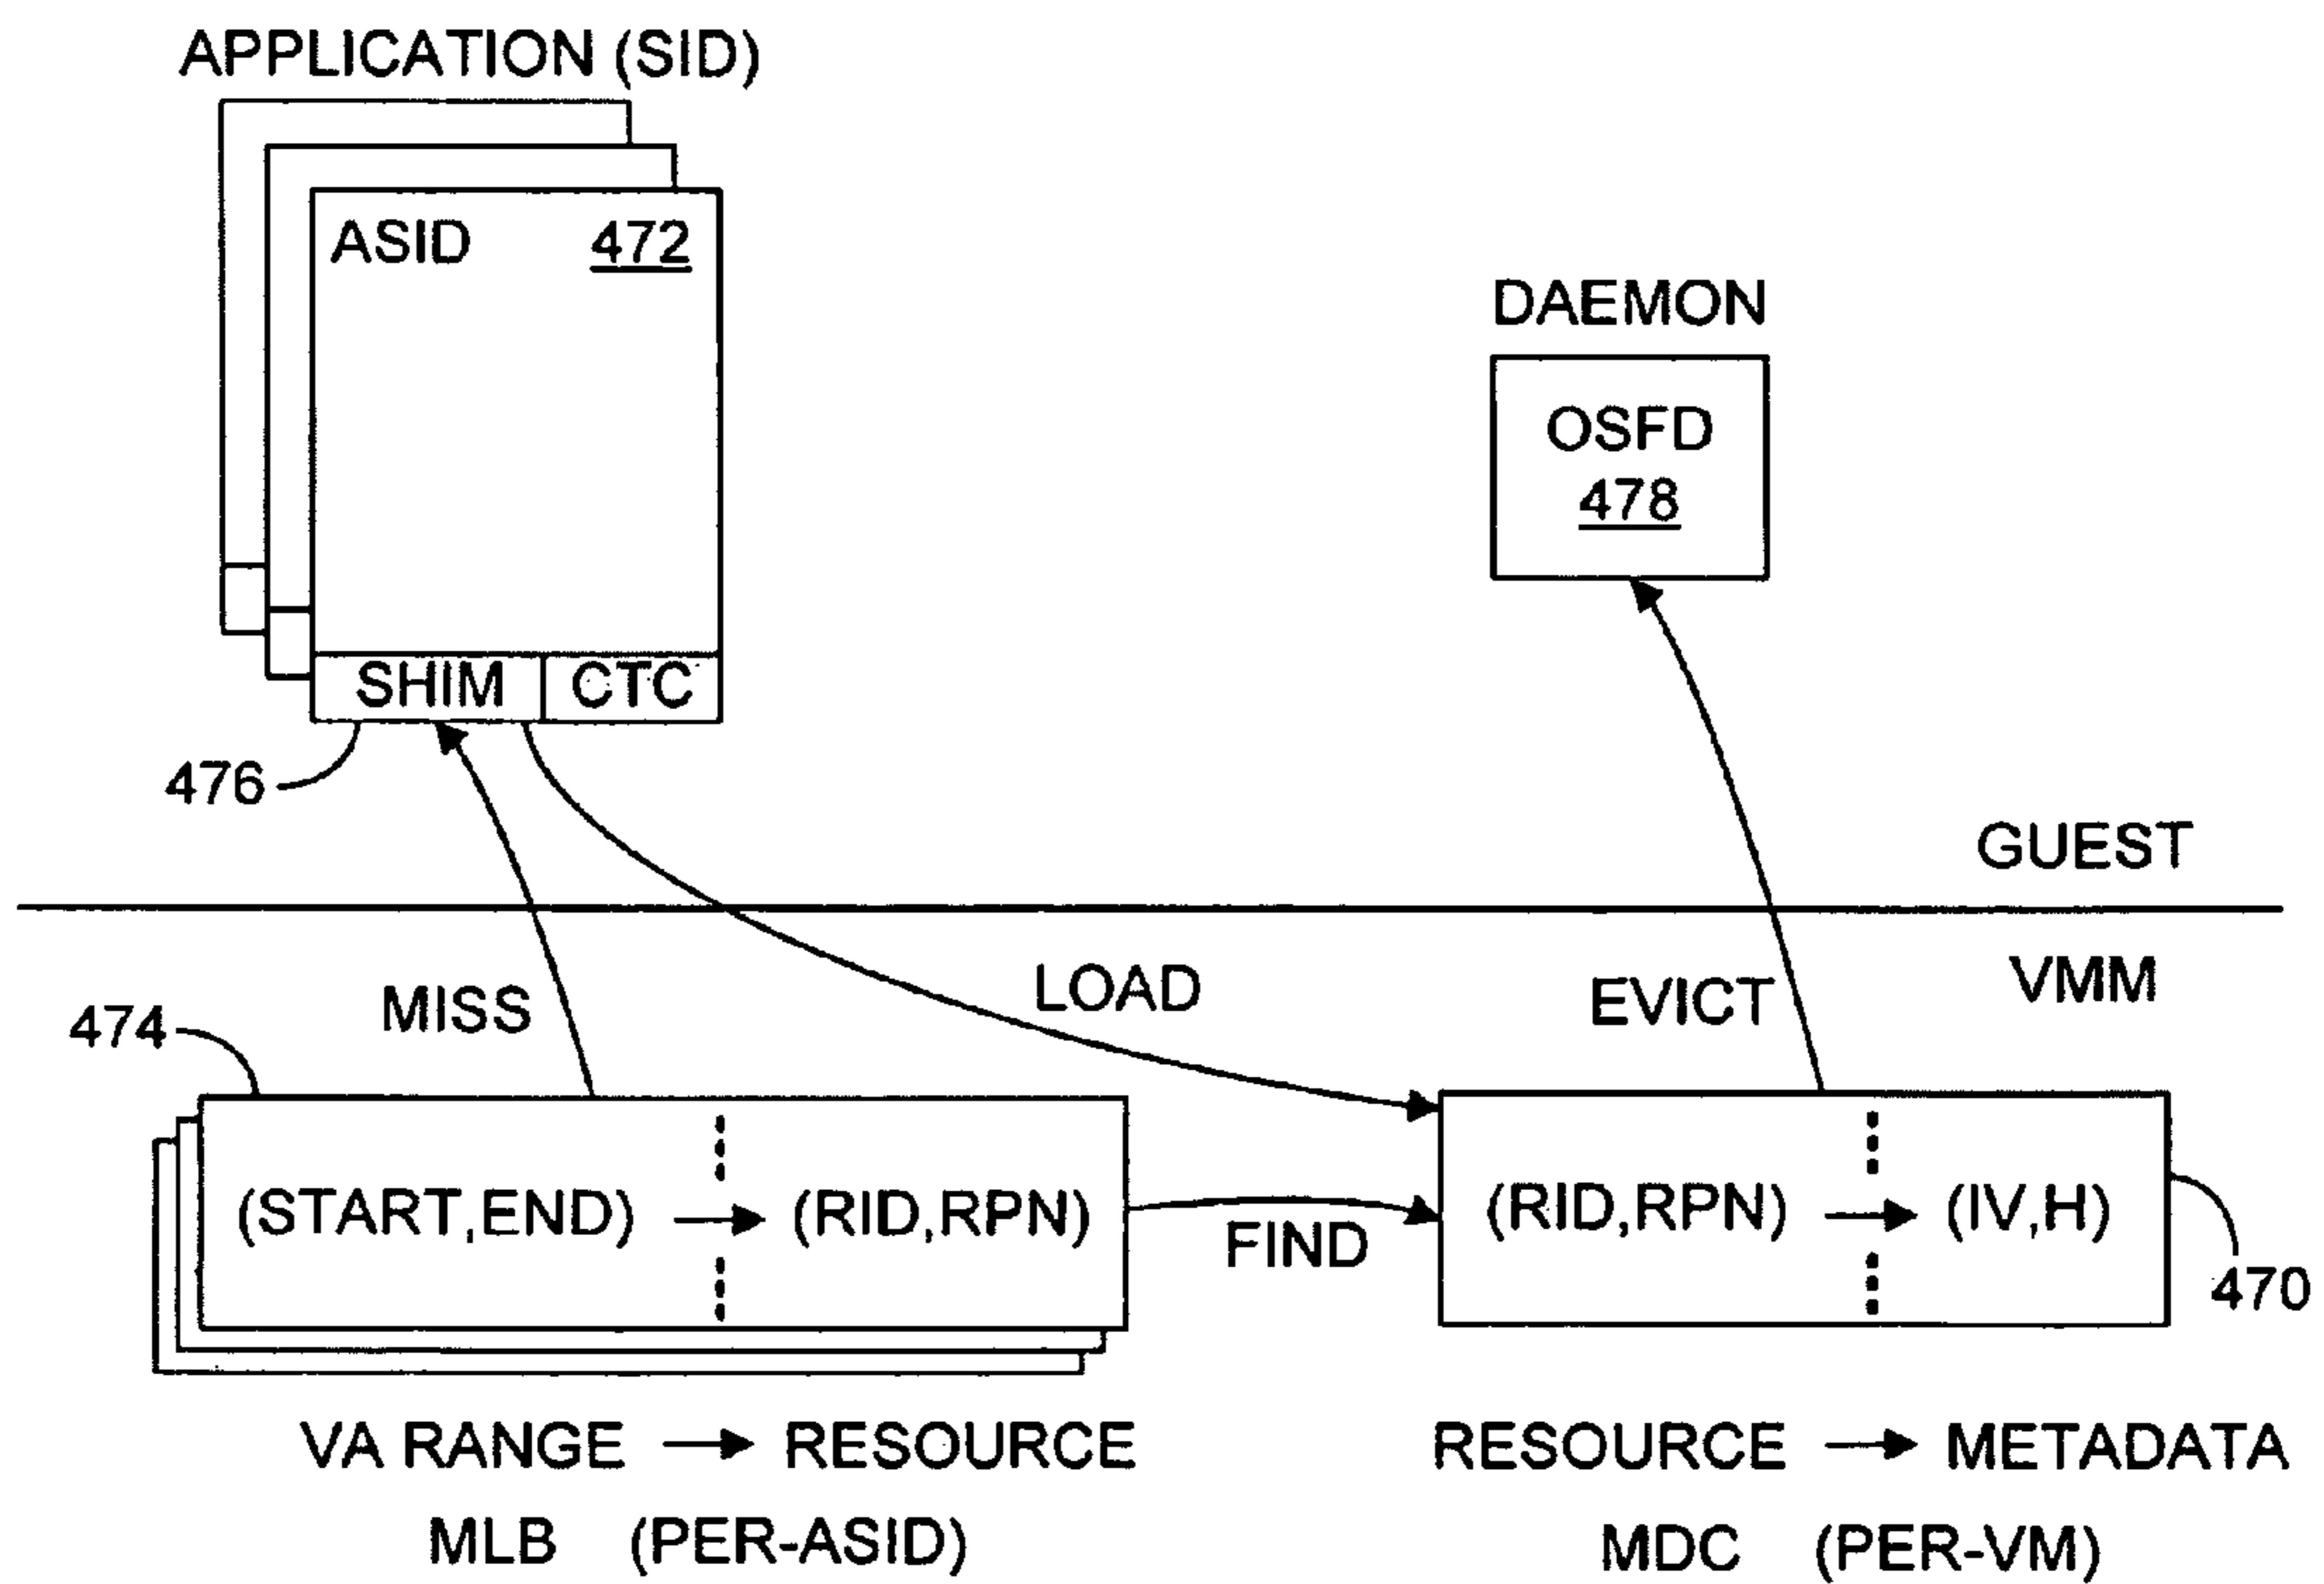 APPLICATION (SID)
ASID 472
DAEMON
OSFD
478
SHIM CTC
476
GUEST
VMM
MISS
LOAD
EVICT
474
(START,END) → (RID,RPN)
FIND
(RID,RPN) → (IV,H)
470
VA RANGE → RESOURCE
RESOURCE → METADATA
MLB (PER-ASID)
MDC (PER-VM)